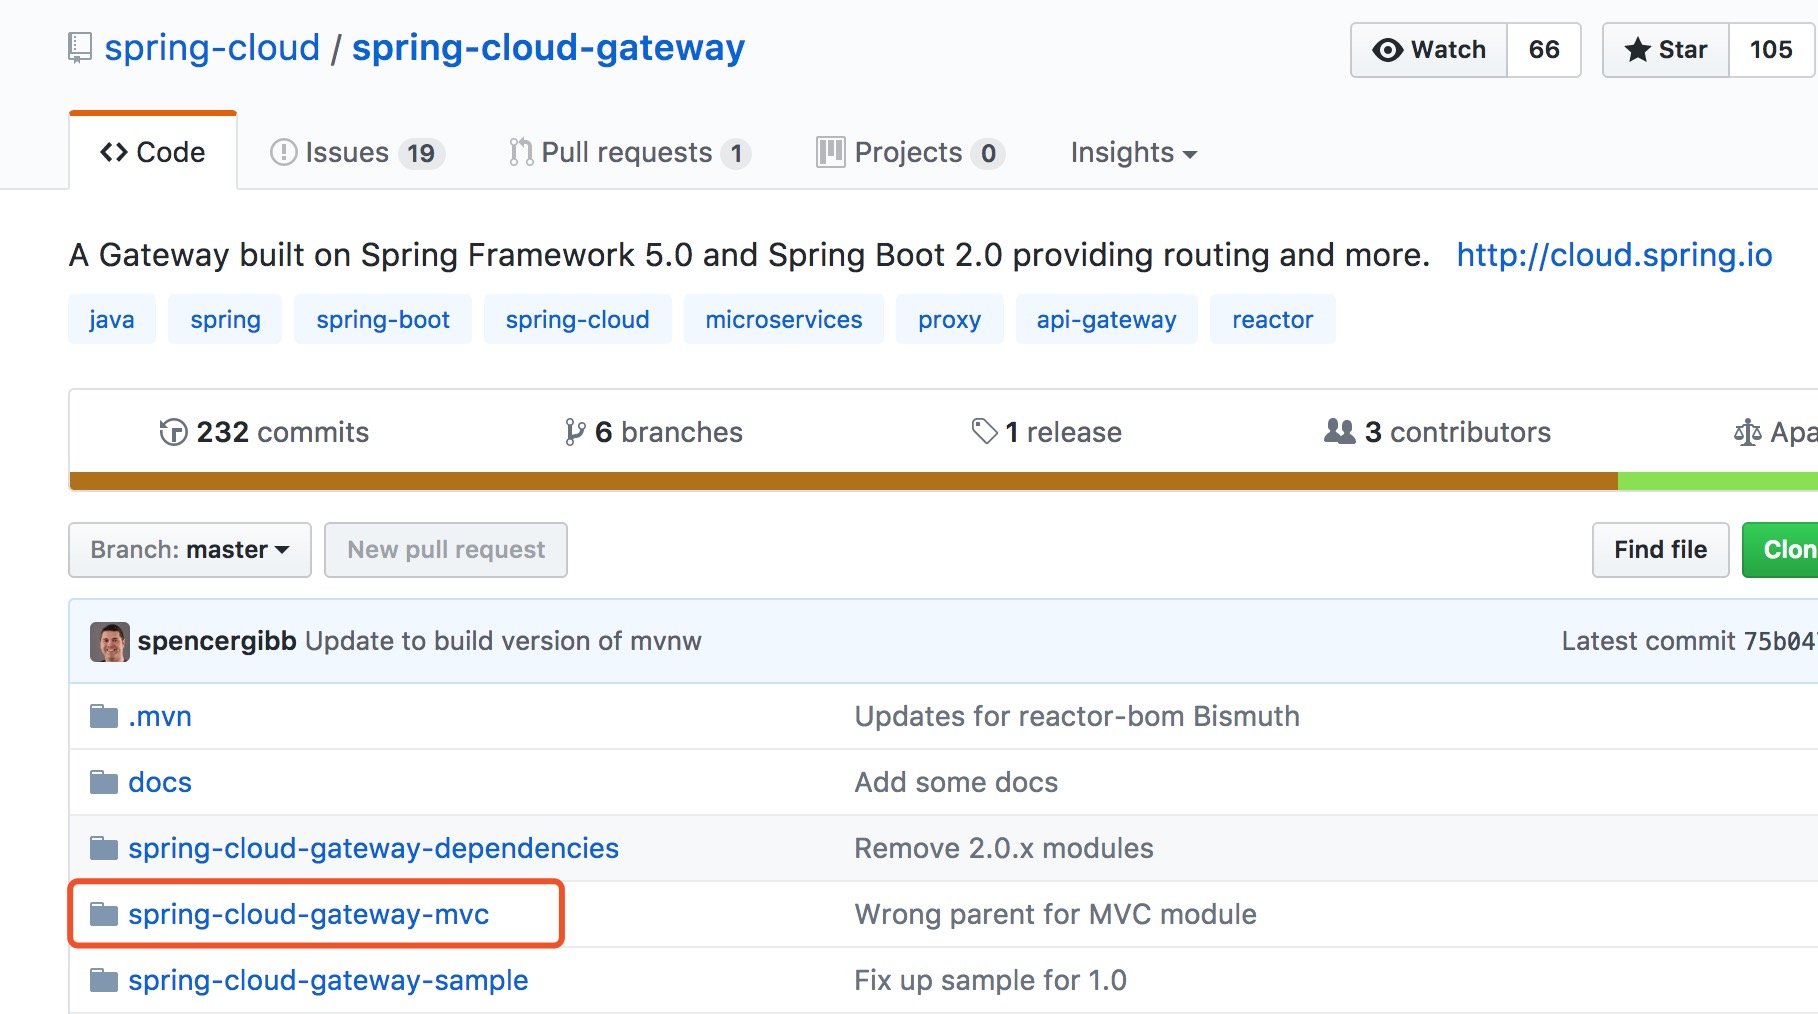 spring-cloud / spring-cloud-gateway
Watch 66 Star 105
Code Issues 19 Pull requests 1 Projects 0 Insights
A Gateway built on Spring Framework 5.0 and Spring Boot 2.0 providing routing and more. http://cloud.spring.io
java spring spring-boot spring-cloud microservices proxy api-gateway reactor
232 commits 6 branches 1 release 3 contributors Apa
Branch: master New pull request Find file Clon
spencergibb Update to build version of mvnw Latest commit 75b04
.mvn Updates for reactor-bom Bismuth
docs Add some docs
spring-cloud-gateway-dependencies Remove 2.0.x modules
spring-cloud-gateway-mvc Wrong parent for MVC module
spring-cloud-gateway-sample Fix up sample for 1.0